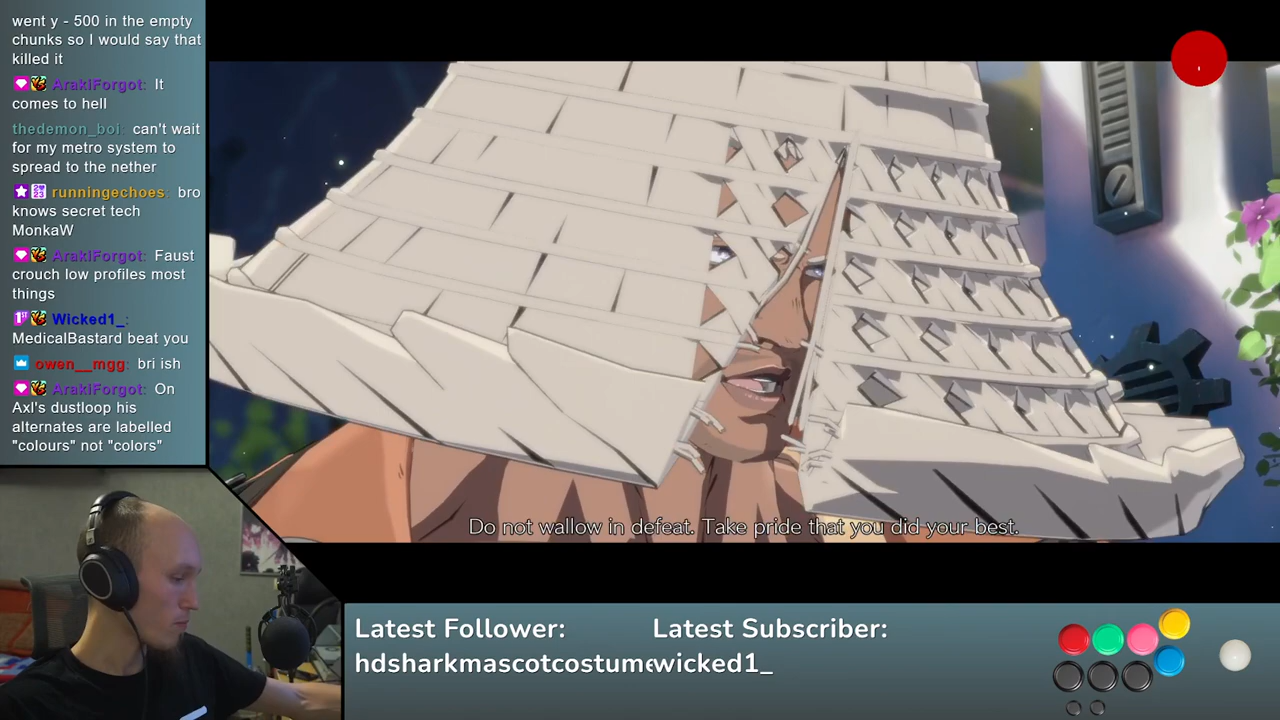 went y - 500 in the empty
chunks so I would say that
killed it
ArakiForgot: It
comes to hell
thedemon_boi: can't wait
for my metro system to
spread to the nether
runningechoes: bro
knows secret tech
MonkaW
ArakiForgot: Faust
crouch low profiles most
things
Wicked1_:
MedicalBastard beat you
owen__mgg: bri ish
ArakiForgot: On
Axl's dustloop his
alternates are labelled
"colours" not "colors"
Do not wallow in defeat. Take pride that you did your best.
Latest Follower:
hdsharkmascotcostume
Latest Subscriber:
wicked1_